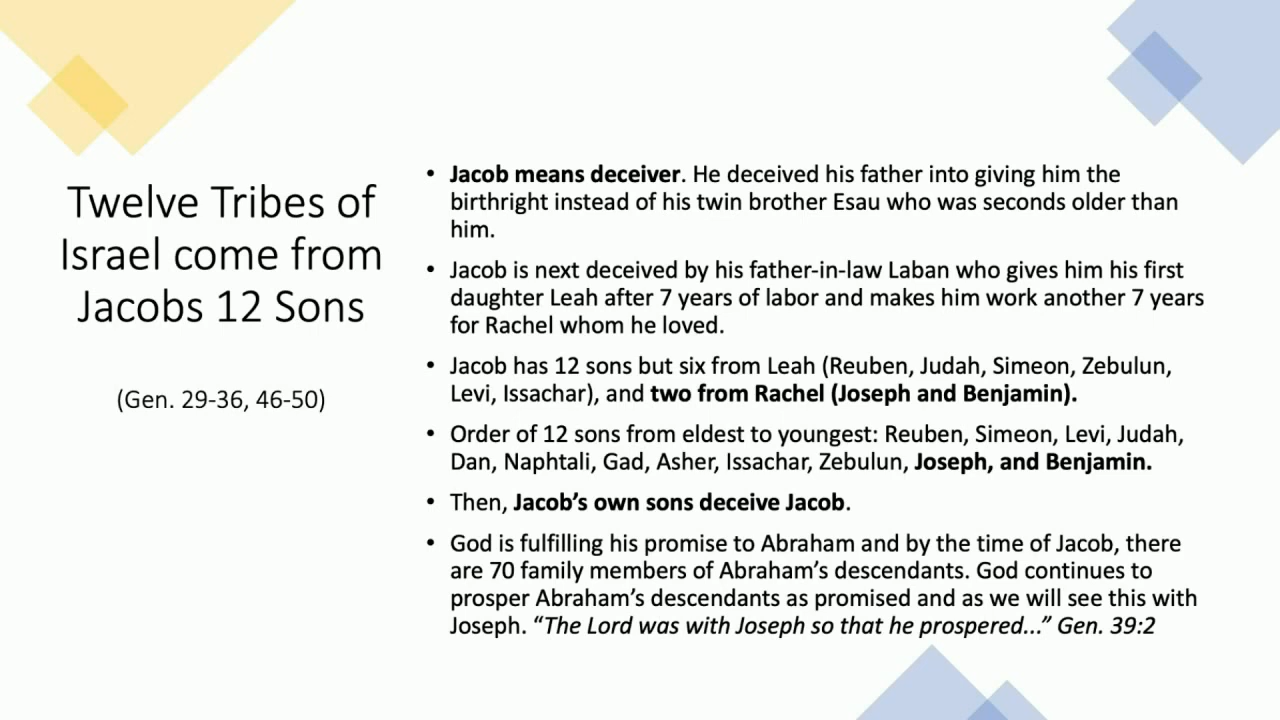 Twelve Tribes of
Israel come from
Jacobs 12 Sons
(Gen. 29-36, 46-50)
• Jacob means deceiver. He deceived his father into giving him the
birthright instead of his twin brother Esau who was seconds older than
him.
• Jacob is next deceived by his father-in-law Laban who gives him his first
daughter Leah after 7 years of labor and makes him work another 7 years
for Rachel whom he loved.
• Jacob has 12 sons but six from Leah (Reuben, Judah, Simeon, Zebulun,
Levi, Issachar), and two from Rachel (Joseph and Benjamin).
• Order of 12 sons from eldest to youngest: Reuben, Simeon, Levi, Judah,
Dan, Naphtali, Gad, Asher, Issachar, Zebulun, Joseph, and Benjamin.
• Then, Jacob’s own sons deceive Jacob.
• God is fulfilling his promise to Abraham and by the time of Jacob, there
are 70 family members of Abraham’s descendants. God continues to
prosper Abraham’s descendants as promised and as we will see this with
Joseph. “The Lord was with Joseph so that he prospered...” Gen. 39:2